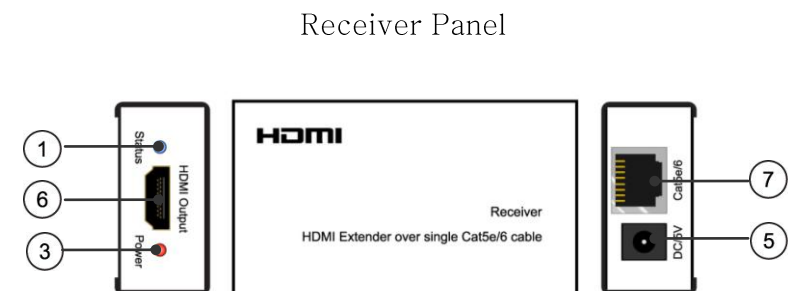 Receiver Panel
1
Status
6
HDMI Output
3
Power
HDMI
Receiver
HDMI Extender over single Cat5e/6 cable
Cat5e/6
7
DC/5V
5